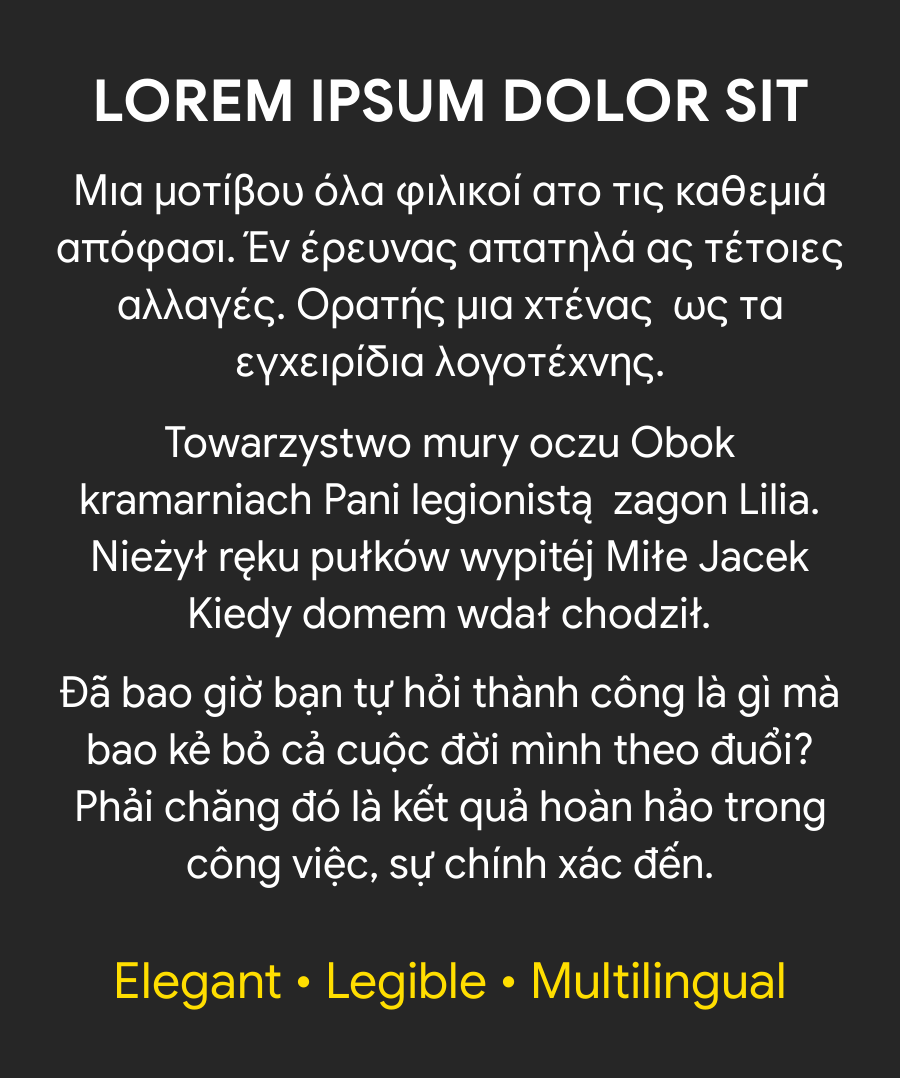 LOREM IPSUM DOLOR SIT
Μια μοτίβου όλα φιλικοί ατο τις καθεμιά
απόφασι. Έν έρευνας απατηλά ας τέτοιες
αλλαγές. Ορατής μια χτένας  ως τα
εγχειρίδια λογοτέχνης.
Towarzystwo mury oczu Obok
kramarniach Pani legionistą  zagon Lilia.
Nieżył ręku pułków wypitéj Miłe Jacek
Kiedy domem wdał chodził.
Đã bao giờ bạn tự hỏi thành công là gì mà
bao kẻ bỏ cả cuộc đời mình theo đuổi?
Phải chăng đó là kết quả hoàn hảo trong
công việc, sự chính xác đến.
Elegant • Legible • Multilingual